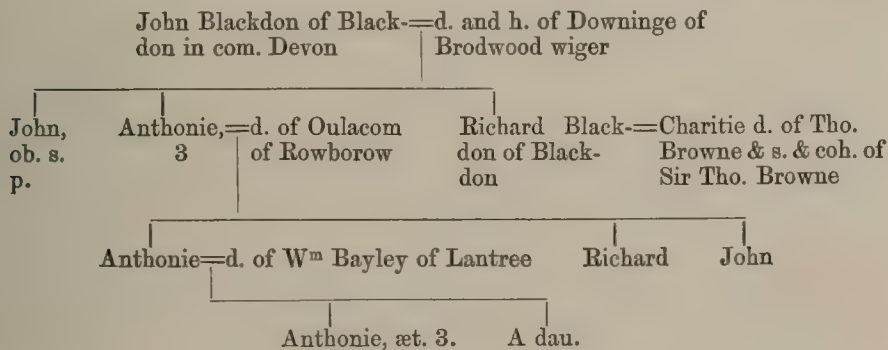 John Blackdon of Black-=d. and h. of Downinge of
don in com. Devon Brodwood wiger
John, Anthonie,=d. of Oulacom Richard Black-=Charitie d. of Tho.
ob. s. 3 of Rowborow don of Black- Browne & s. & coh. of
p. don Sir Tho. Browne
Anthonie=d. of Wᵐ Bayley of Lantree Richard John
Anthonie, æt. 3. A dau.